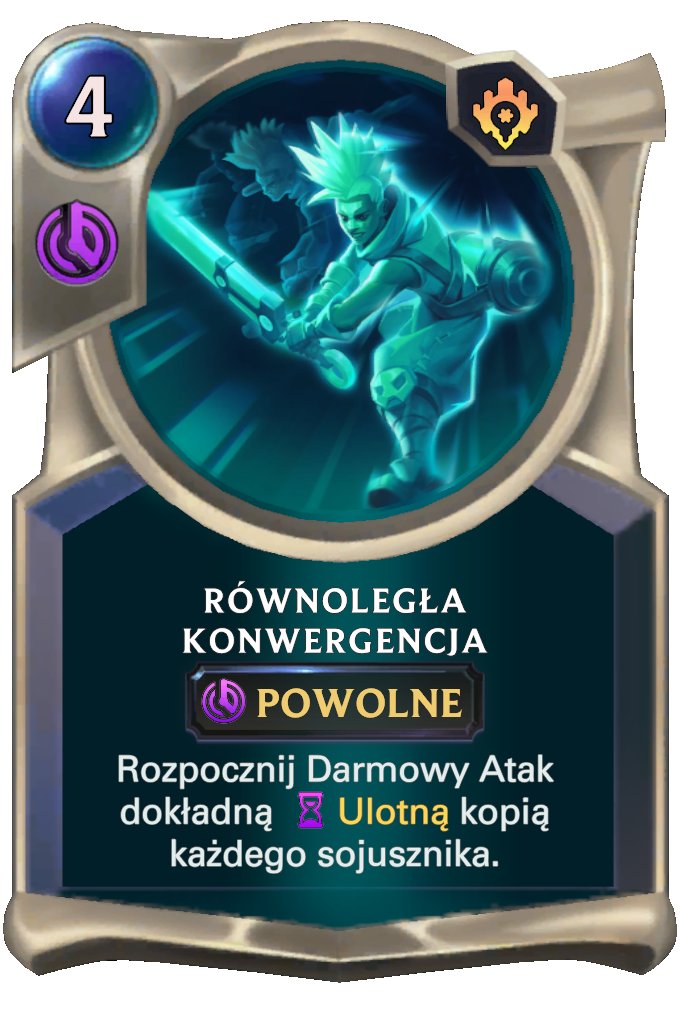 4
RÓWNOLEGŁA
KONWERGENCJA
POWOLNE
Rozpocznij Darmowy Atak
dokładną Ulotną kopią
każdego sojusznika.